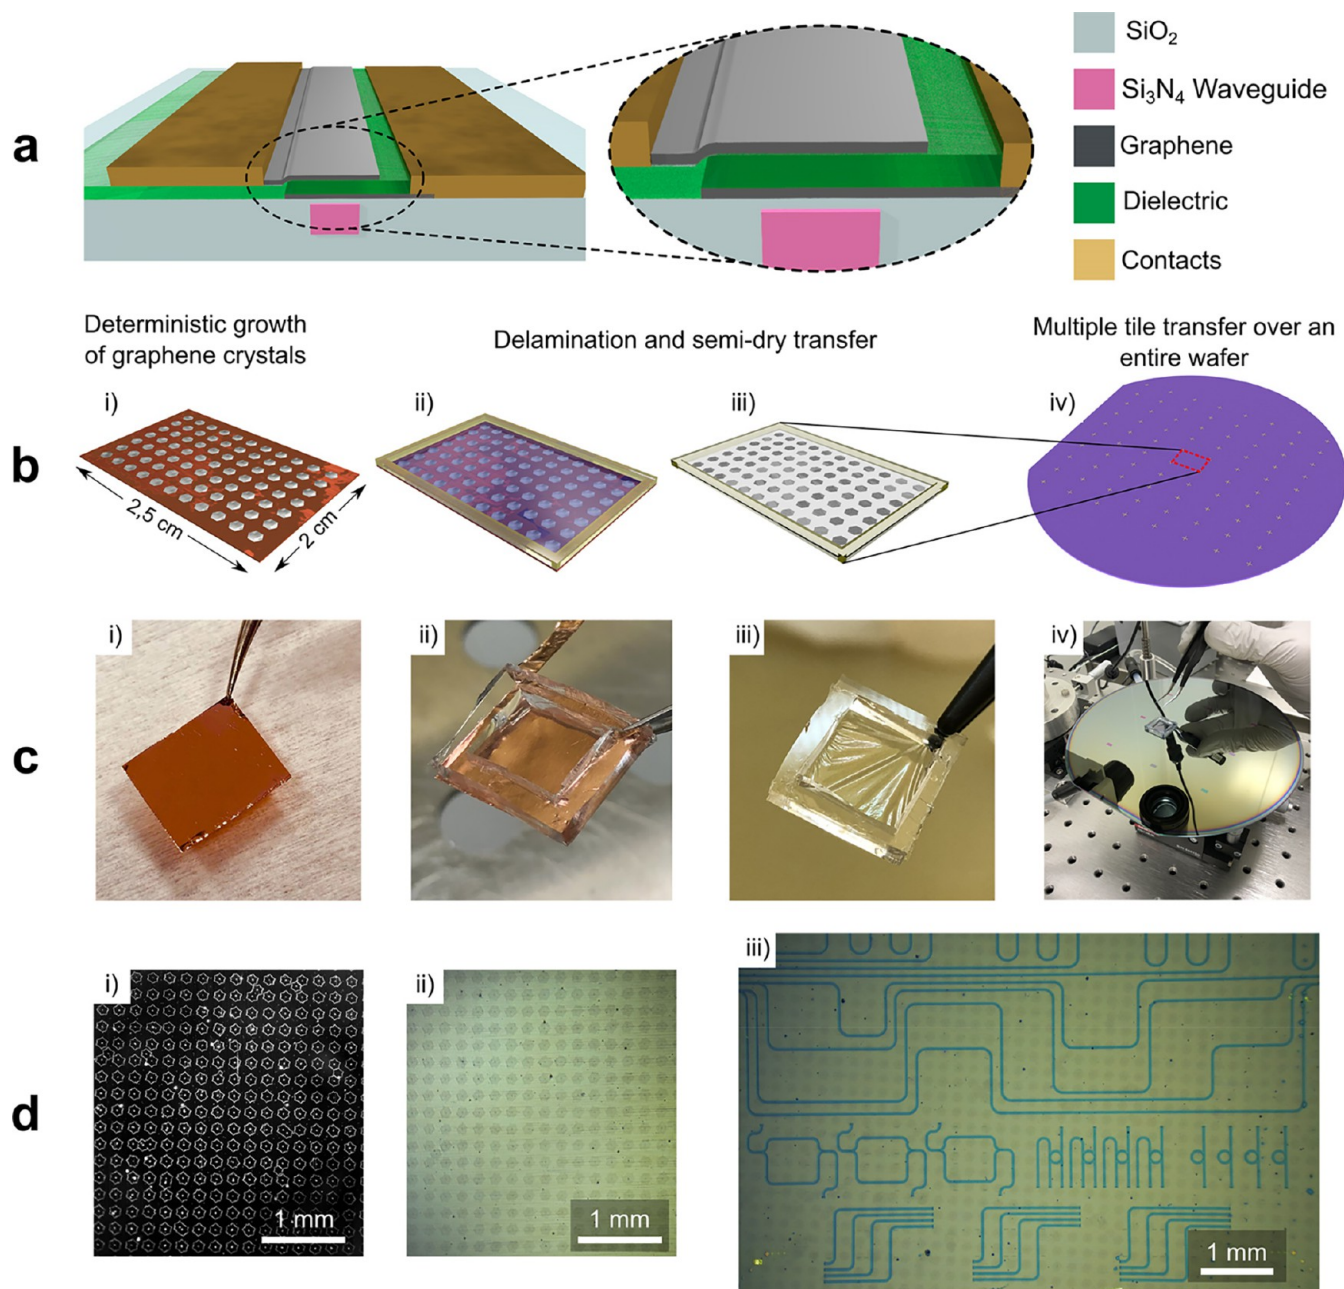 a
SiO₂
Si₃N₄ Waveguide
Graphene
Dielectric
Contacts
Deterministic growth
of graphene crystals
Delamination and semi-dry transfer
Multiple tile transfer over an
entire wafer
b
i)
ii)
iii)
iv)
2,5 cm
2 cm
c
i)
ii)
iii)
iv)
d
i)
ii)
iii)
1 mm
1 mm
1 mm